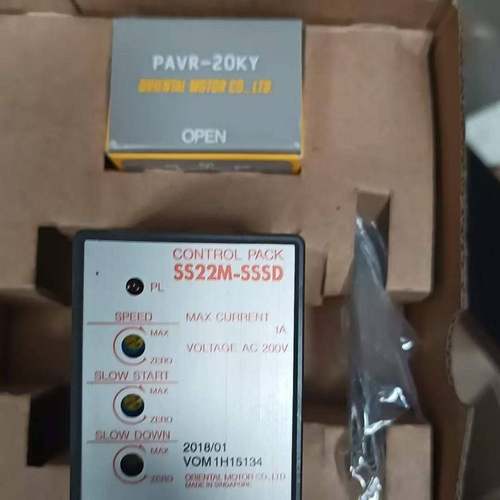 PAVR-20KY
ORIENTAL MOTOR CO., LTD.
OPEN
CONTROL PACK
SS22M-SSSD
PL
SPEED
MAX
ZERO
MAX CURRENT
1A
VOLTAGE AC 200V
SLOW START
MAX
ZERO
SLOW DOWN
MAX
ZERO
2018/01
VOM1H15134
ORIENTAL MOTOR CO., LTD.
MADE IN SINGAPORE